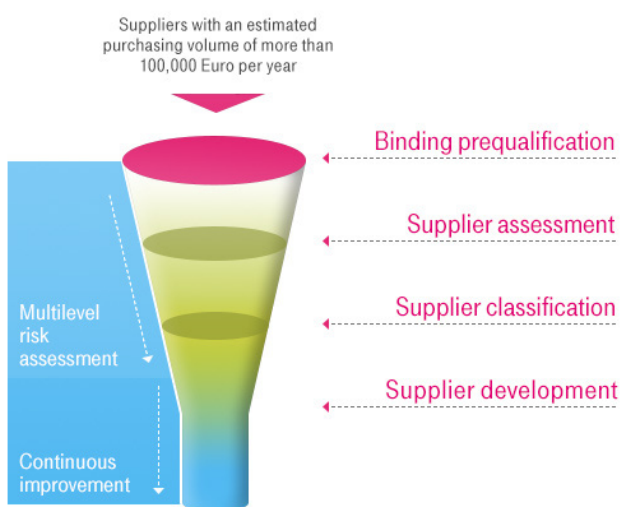 Suppliers with an estimated
purchasing volume of more than
100,000 Euro per year
Binding prequalification
Supplier assessment
Supplier classification
Supplier development
Multilevel
risk
assessment
Continuous
improvement